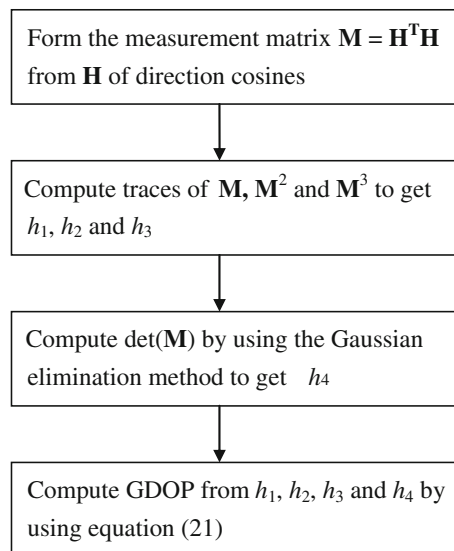 Form the measurement matrix M = HᵀH
from H of direction cosines
Compute traces of M, M² and M³ to get
h₁, h₂ and h₃
Compute det(M) by using the Gaussian
elimination method to get h₄
Compute GDOP from h₁, h₂, h₃ and h₄ by
using equation (21)